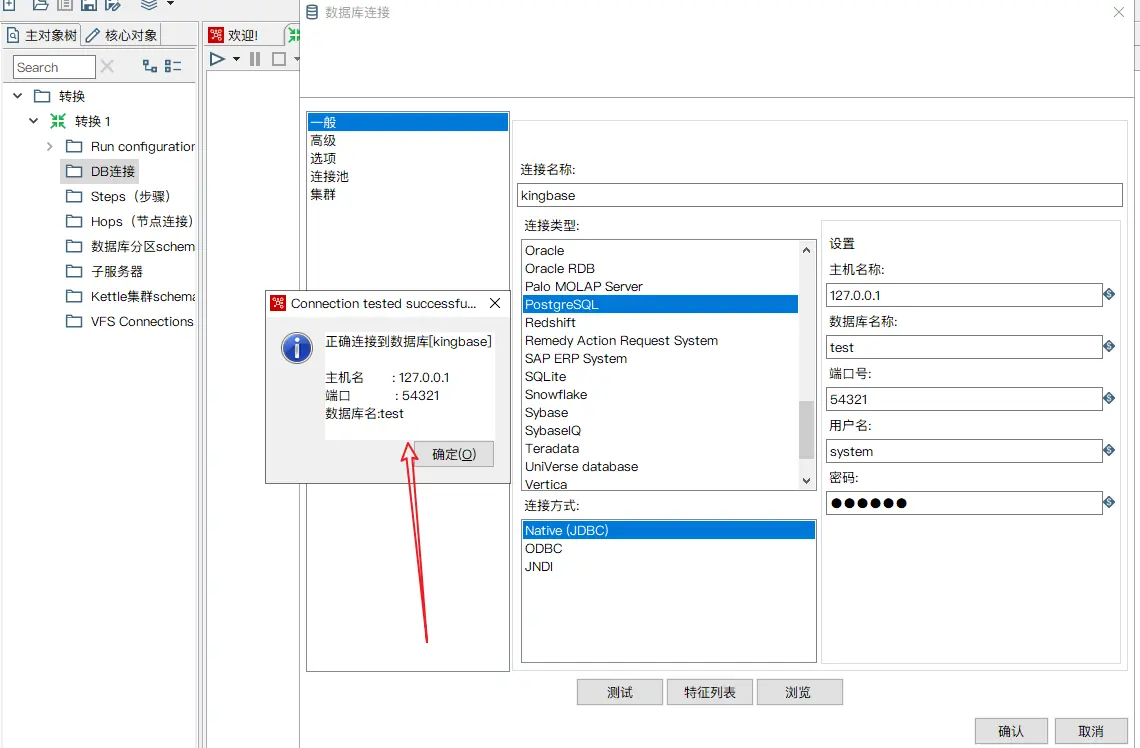 主对象树
核心对象
Search
转换
转换 1
Run configuration
DB连接
Steps（步骤）
Hops（节点连接）
数据库分区schem
子服务器
Kettle集群schema
VFS Connections
欢迎!
数据库连接
一般
高级
选项
连接池
集群
连接名称:
kingbase
连接类型:
Oracle
Oracle RDB
Palo MOLAP Server
PostgreSQL
Redshift
Remedy Action Request System
SAP ERP System
SQLite
Snowflake
Sybase
SybaseIQ
Teradata
UniVerse database
Vertica
连接方式:
Native (JDBC)
ODBC
JNDI
设置
主机名称:
127.0.0.1
数据库名称:
test
端口号:
54321
用户名:
system
密码:
●●●●●●
Connection tested successfu...
正确连接到数据库[kingbase]
主机名 : 127.0.0.1
端口 : 54321
数据库名:test
确定(O)
测试
特征列表
浏览
确认
取消